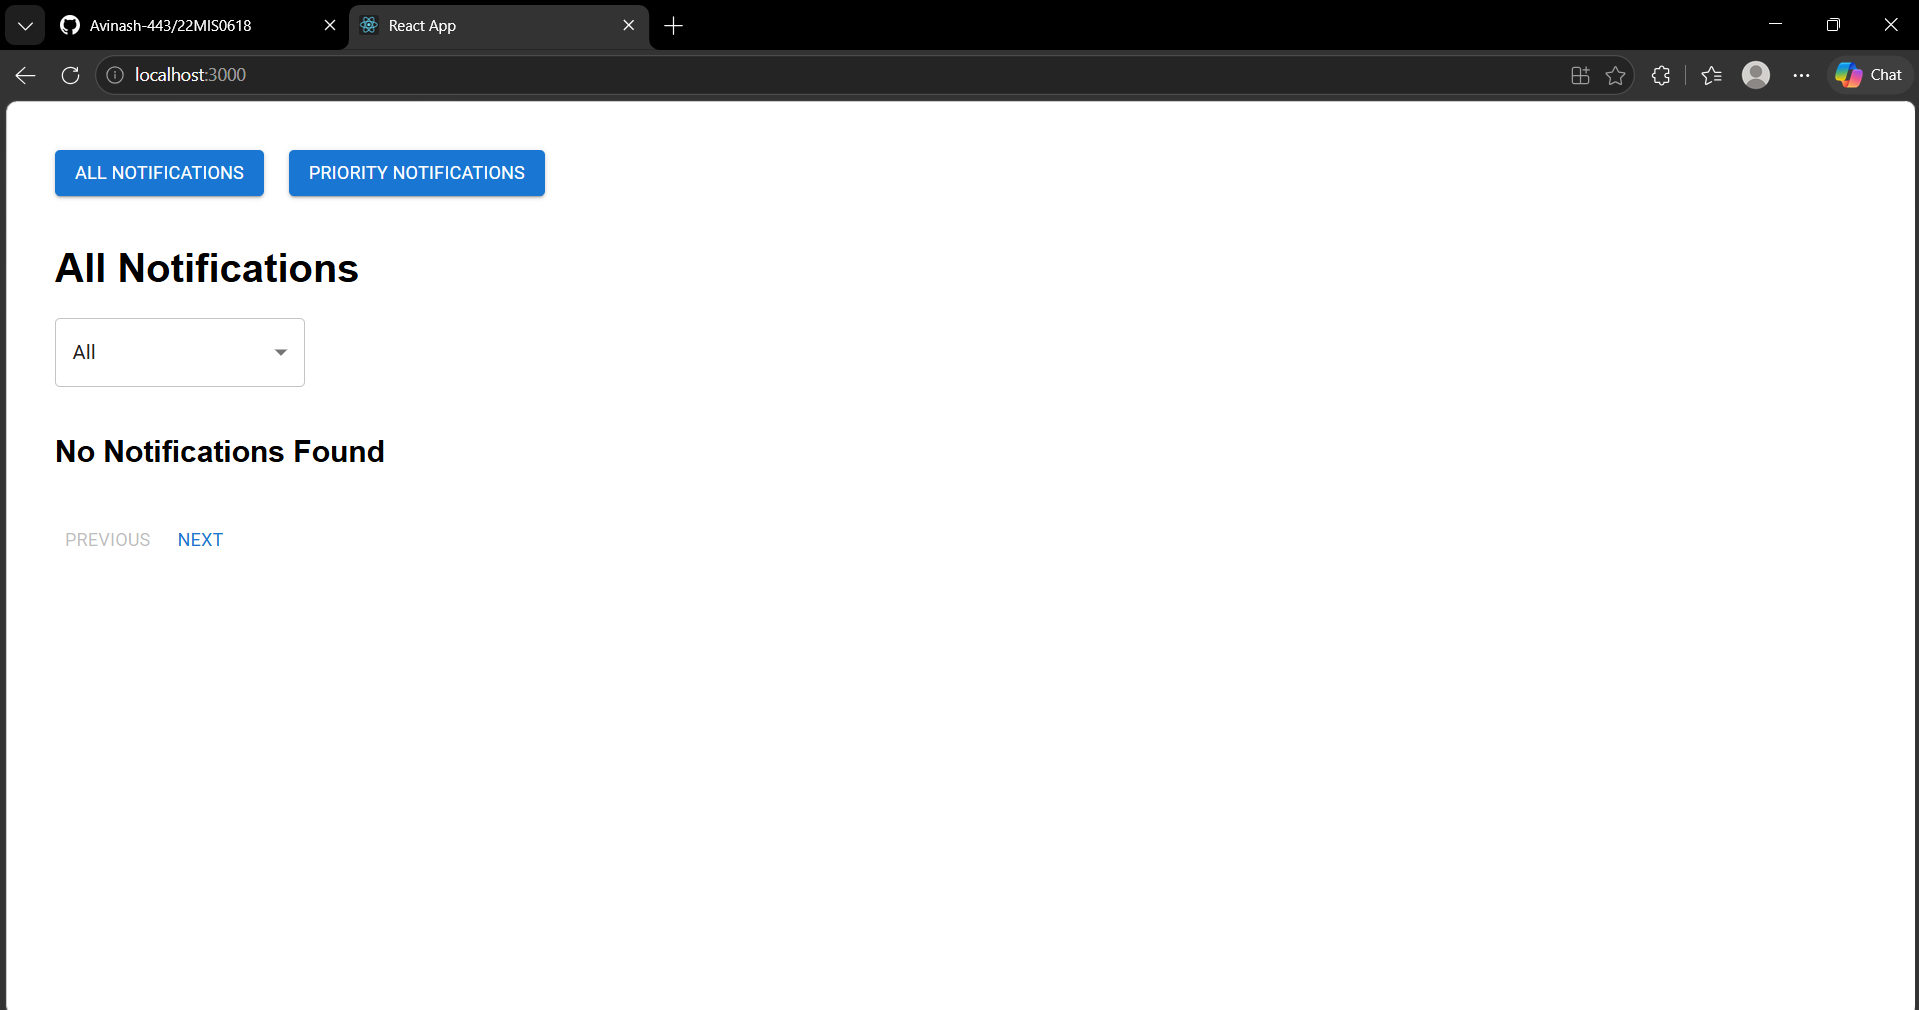 Avinash-443/22MIS0618
React App
localhost:3000
Chat
ALL NOTIFICATIONS
PRIORITY NOTIFICATIONS
All Notifications
All
No Notifications Found
PREVIOUS
NEXT